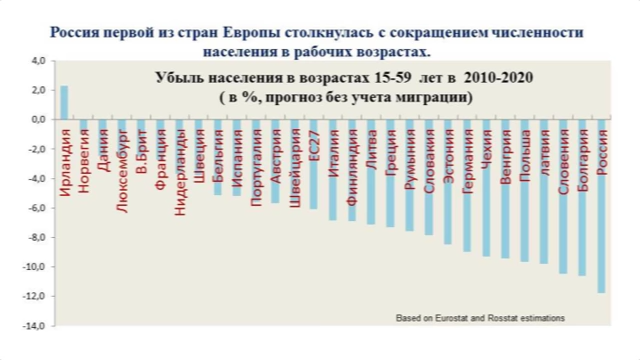 Россия первой из стран Европы столкнулась с сокращением численности
населения в рабочих возрастах.
Убыль населения в возрастах 15-59 лет в 2010-2020
( в %, прогноз без учета миграции)
4,0
2,0
0,0
-2,0
-4,0
-6,0
-8,0
-10,0
-12,0
-14,0
Ирландия
Норвегия
Дания
Люксембург
В.Брит
Франция
Нидерланды
Швеция
Бельгия
Испания
Португалия
Австрия
Швейцария
ЕС27
Италия
Финляндия
Литва
Греция
Румыния
Словакия
Эстония
Германия
Чехия
Венгрия
Польша
латвия
Словения
Болгария
Россия
Based on Eurostat and Rosstat estimations